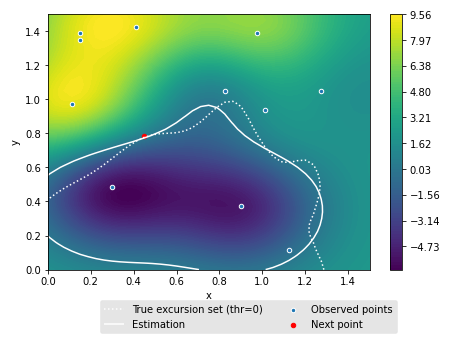 1.4
1.2
1.0
0.8
0.6
0.4
0.2
0.0
y
0.0 0.2 0.4 0.6 0.8 1.0 1.2 1.4
x
9.56
7.97
6.38
4.80
3.21
1.62
0.03
−1.56
−3.14
−4.73
True excursion set (thr=0)
Estimation
Observed points
Next point